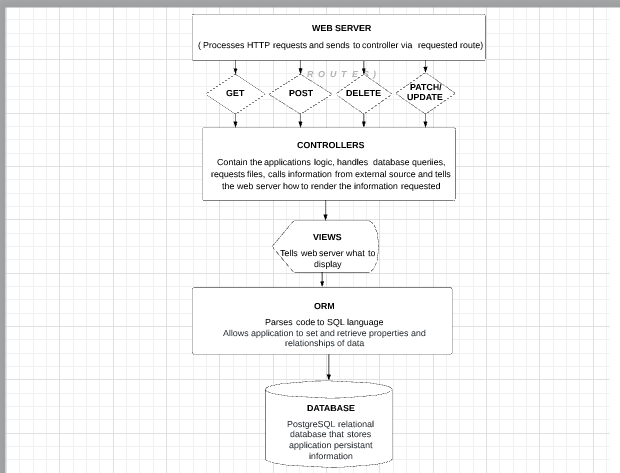 WEB SERVER
( Processes HTTP requests and sends to controller via requested route)
R O U T E S )
GET
POST
DELETE
PATCH/
UPDATE
CONTROLLERS
Contain the applications logic, handles database queriies,
requests files, calls information from external source and tells
the web server how to render the information requested
VIEWS
Tells web server what to
display
ORM
Parses code to SQL language
Allows application to set and retrieve properties and
relationships of data
DATABASE
PostgreSQL relational
database that stores
application persistant
information